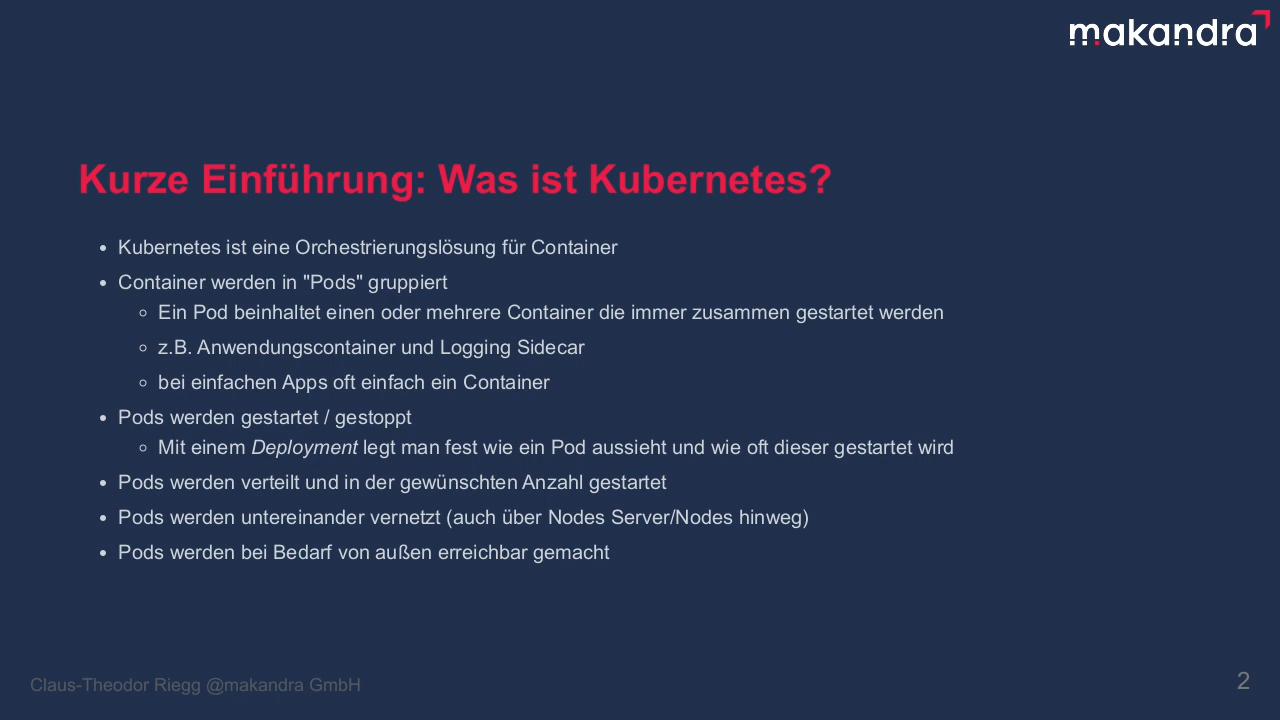 makandra
Kurze Einführung: Was ist Kubernetes?
Kubernetes ist eine Orchestrierungslösung für Container
Container werden in "Pods" gruppiert
Ein Pod beinhaltet einen oder mehrere Container die immer zusammen gestartet werden
z.B. Anwendungscontainer und Logging Sidecar
bei einfachen Apps oft einfach ein Container
Pods werden gestartet / gestoppt
Mit einem Deployment legt man fest wie ein Pod aussieht und wie oft dieser gestartet wird
Pods werden verteilt und in der gewünschten Anzahl gestartet
Pods werden untereinander vernetzt (auch über Nodes Server/Nodes hinweg)
Pods werden bei Bedarf von außen erreichbar gemacht
Claus-Theodor Riegg @makandra GmbH
2